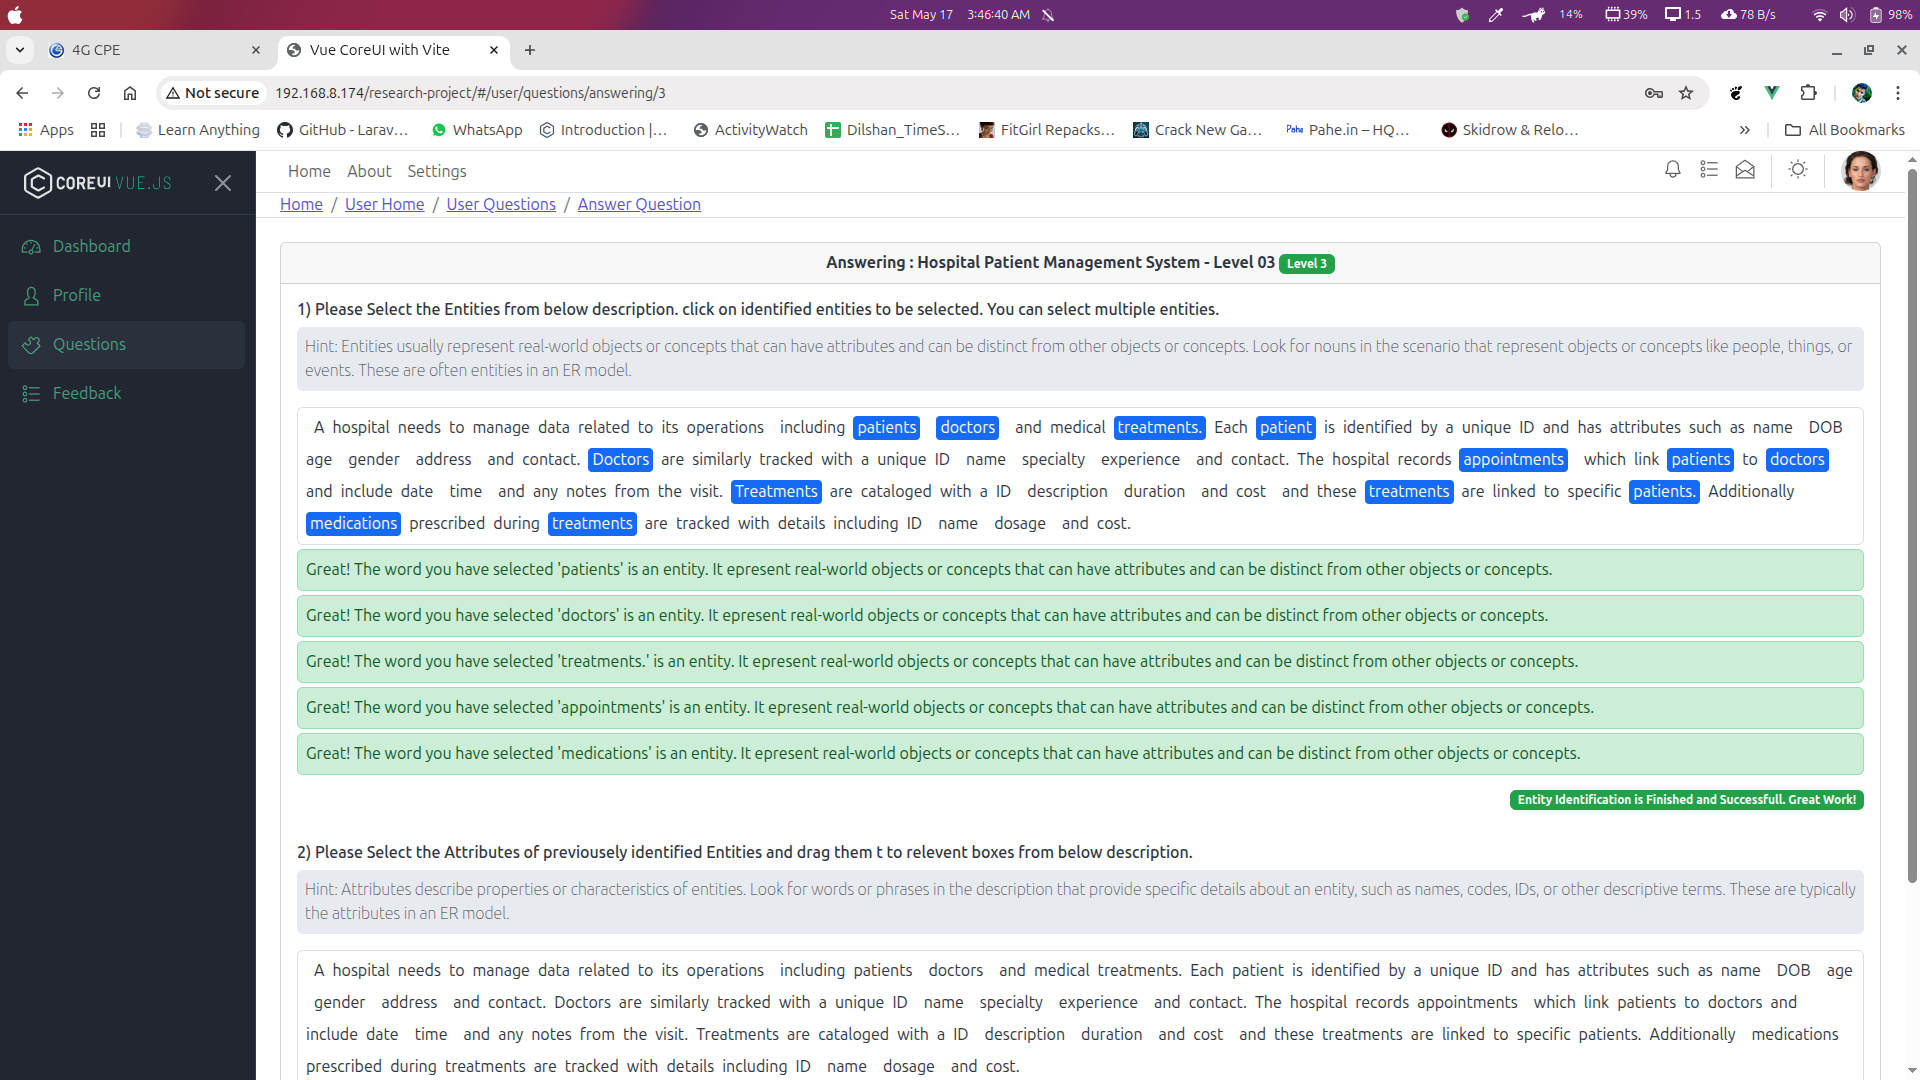 Sat May 17 3:46:40 AM 14% 39% 1.5 78 B/s 98%
4G CPE Vue CoreUI with Vite
Not secure 192.168.8.174/research-project/#/user/questions/answering/3
Apps Learn Anything GitHub - Larav… WhatsApp Introduction |… ActivityWatch Dilshan_TimeS… FitGirl Repacks… Crack New Ga… Pahe Pahe.in – HQ… Skidrow & Relo… » All Bookmarks
COREUI VUE.JS
Dashboard
Profile
Questions
Feedback
Home About Settings
Home / User Home / User Questions / Answer Question
Answering : Hospital Patient Management System - Level 03 Level 3
1) Please Select the Entities from below description. click on identified entities to be selected. You can select multiple entities.
Hint: Entities usually represent real-world objects or concepts that can have attributes and can be distinct from other objects or concepts. Look for nouns in the scenario that represent objects or concepts like people, things, or
events. These are often entities in an ER model.
A hospital needs to manage data related to its operations including patients doctors and medical treatments. Each patient is identified by a unique ID and has attributes such as name DOB
age gender address and contact. Doctors are similarly tracked with a unique ID name specialty experience and contact. The hospital records appointments which link patients to doctors
and include date time and any notes from the visit. Treatments are cataloged with a ID description duration and cost and these treatments are linked to specific patients. Additionally
medications prescribed during treatments are tracked with details including ID name dosage and cost.
Great! The word you have selected 'patients' is an entity. It epresent real-world objects or concepts that can have attributes and can be distinct from other objects or concepts.
Great! The word you have selected 'doctors' is an entity. It epresent real-world objects or concepts that can have attributes and can be distinct from other objects or concepts.
Great! The word you have selected 'treatments.' is an entity. It epresent real-world objects or concepts that can have attributes and can be distinct from other objects or concepts.
Great! The word you have selected 'appointments' is an entity. It epresent real-world objects or concepts that can have attributes and can be distinct from other objects or concepts.
Great! The word you have selected 'medications' is an entity. It epresent real-world objects or concepts that can have attributes and can be distinct from other objects or concepts.
Entity Identification is Finished and Successfull. Great Work!
2) Please Select the Attributes of previousely identified Entities and drag them t to relevent boxes from below description.
Hint: Attributes describe properties or characteristics of entities. Look for words or phrases in the description that provide specific details about an entity, such as names, codes, IDs, or other descriptive terms. These are typically
the attributes in an ER model.
A hospital needs to manage data related to its operations including patients doctors and medical treatments. Each patient is identified by a unique ID and has attributes such as name DOB age
gender address and contact. Doctors are similarly tracked with a unique ID name specialty experience and contact. The hospital records appointments which link patients to doctors and
include date time and any notes from the visit. Treatments are cataloged with a ID description duration and cost and these treatments are linked to specific patients. Additionally medications
prescribed during treatments are tracked with details including ID name dosage and cost.